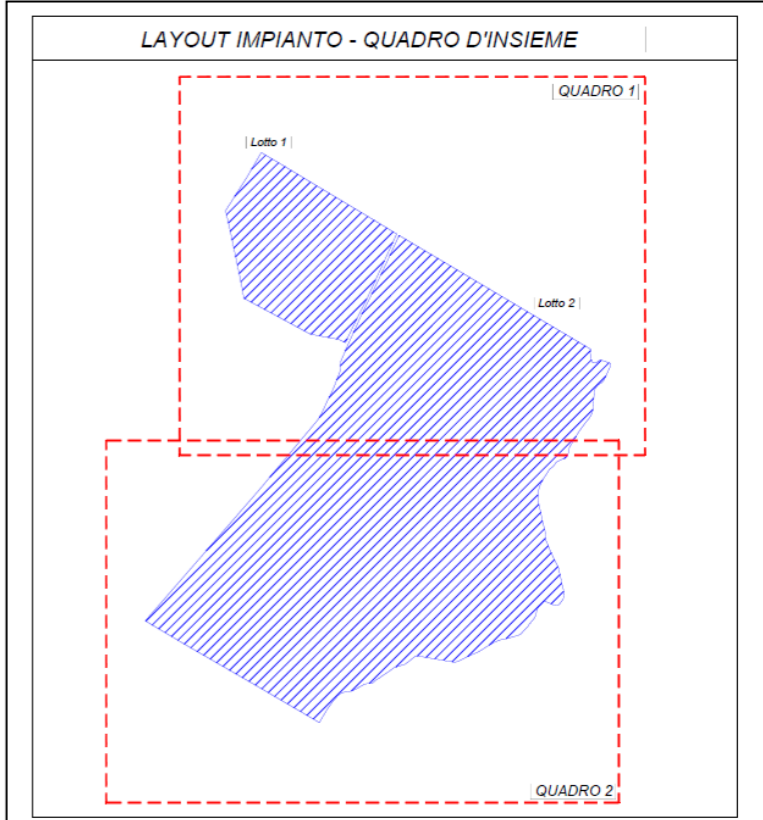 LAYOUT IMPIANTO - QUADRO D'INSIEME
QUADRO 1
Lotto 1
Lotto 2
QUADRO 2